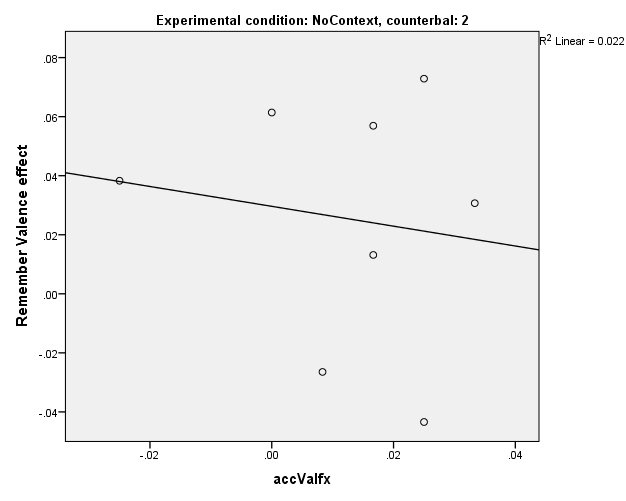 Experimental condition: NoContext, counterbal: 2
R2 Linear = 0.022
.08
.06
.04
.02
.00
-.02
-.04
Remember Valence effect
-.02 .00 .02 .04
accValfx